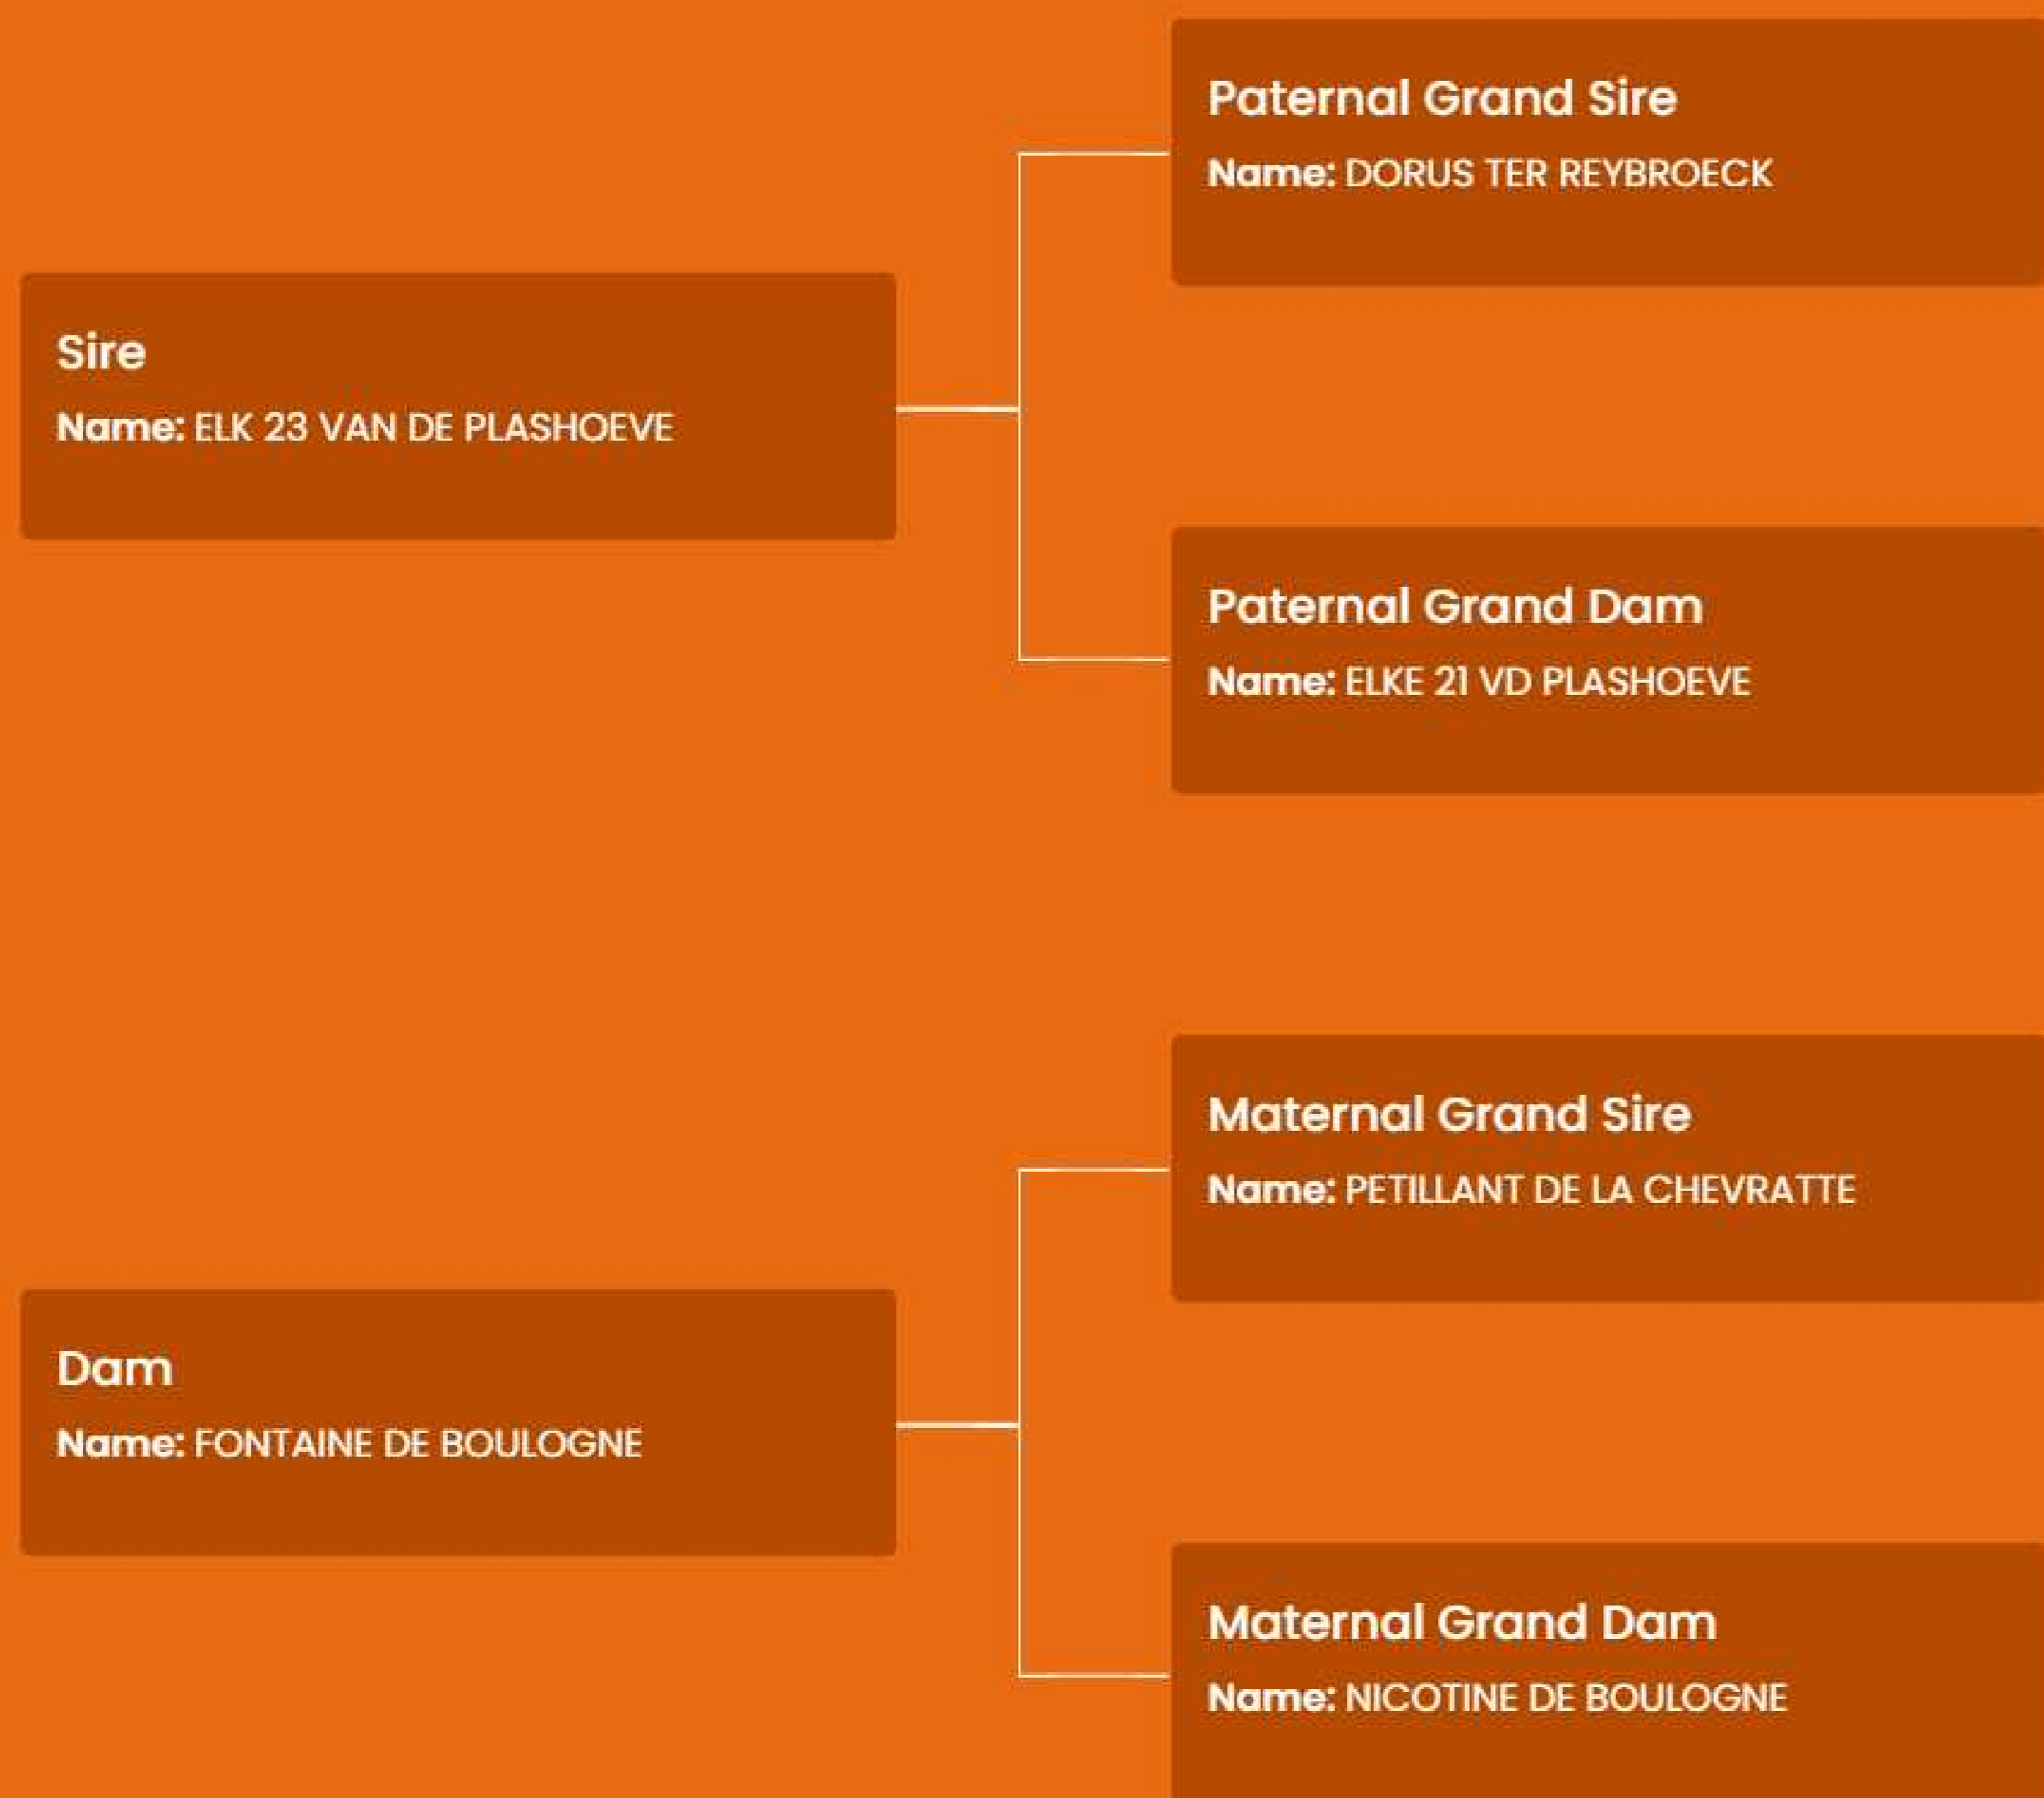 Paternal Grand Sire
Name: DORUS TER REYBROECK
Sire
Name: ELK 23 VAN DE PLASHOEVE
Paternal Grand Dam
Name: ELKE 21 VD PLASHOEVE
Maternal Grand Sire
Name: PETILLANT DE LA CHEVRATTE
Dam
Name: FONTAINE DE BOULOGNE
Maternal Grand Dam
Name: NICOTINE DE BOULOGNE